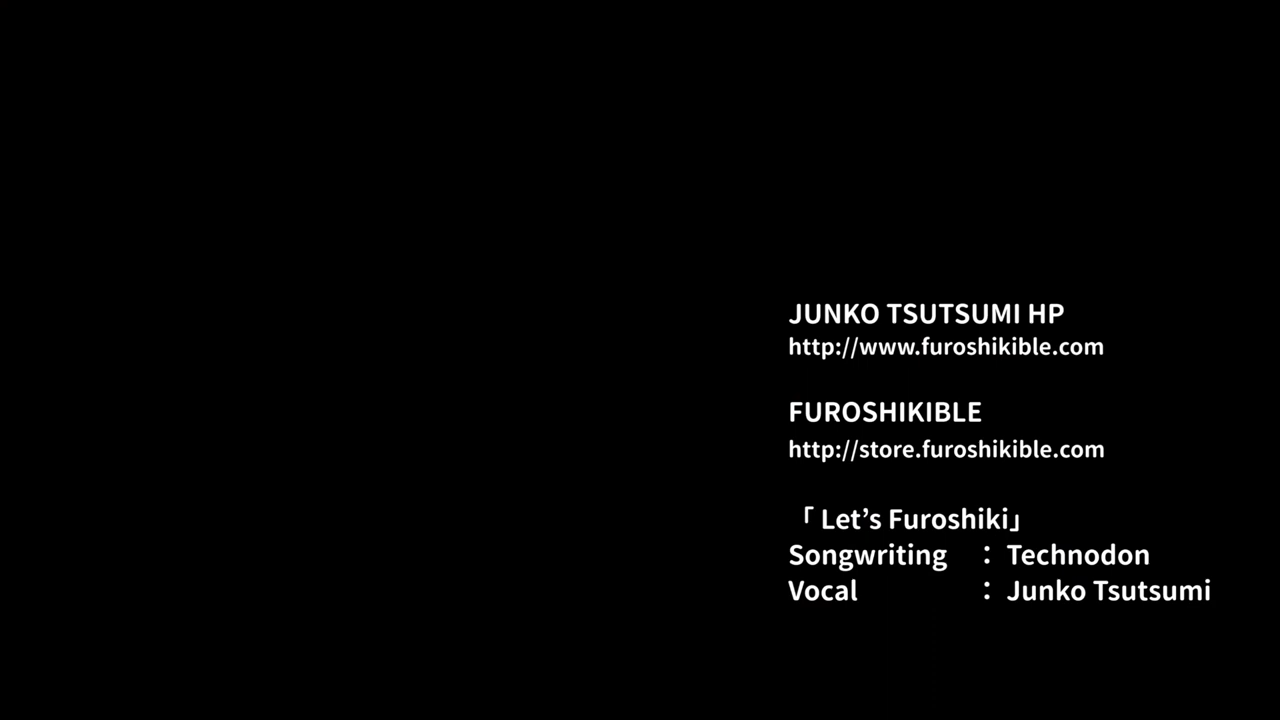 JUNKO TSUTSUMI HP
http://www.furoshikible.com
FUROSHIKIBLE
http://store.furoshikible.com
「 Let’s Furoshiki」
Songwriting ： Technodon
Vocal ： Junko Tsutsumi